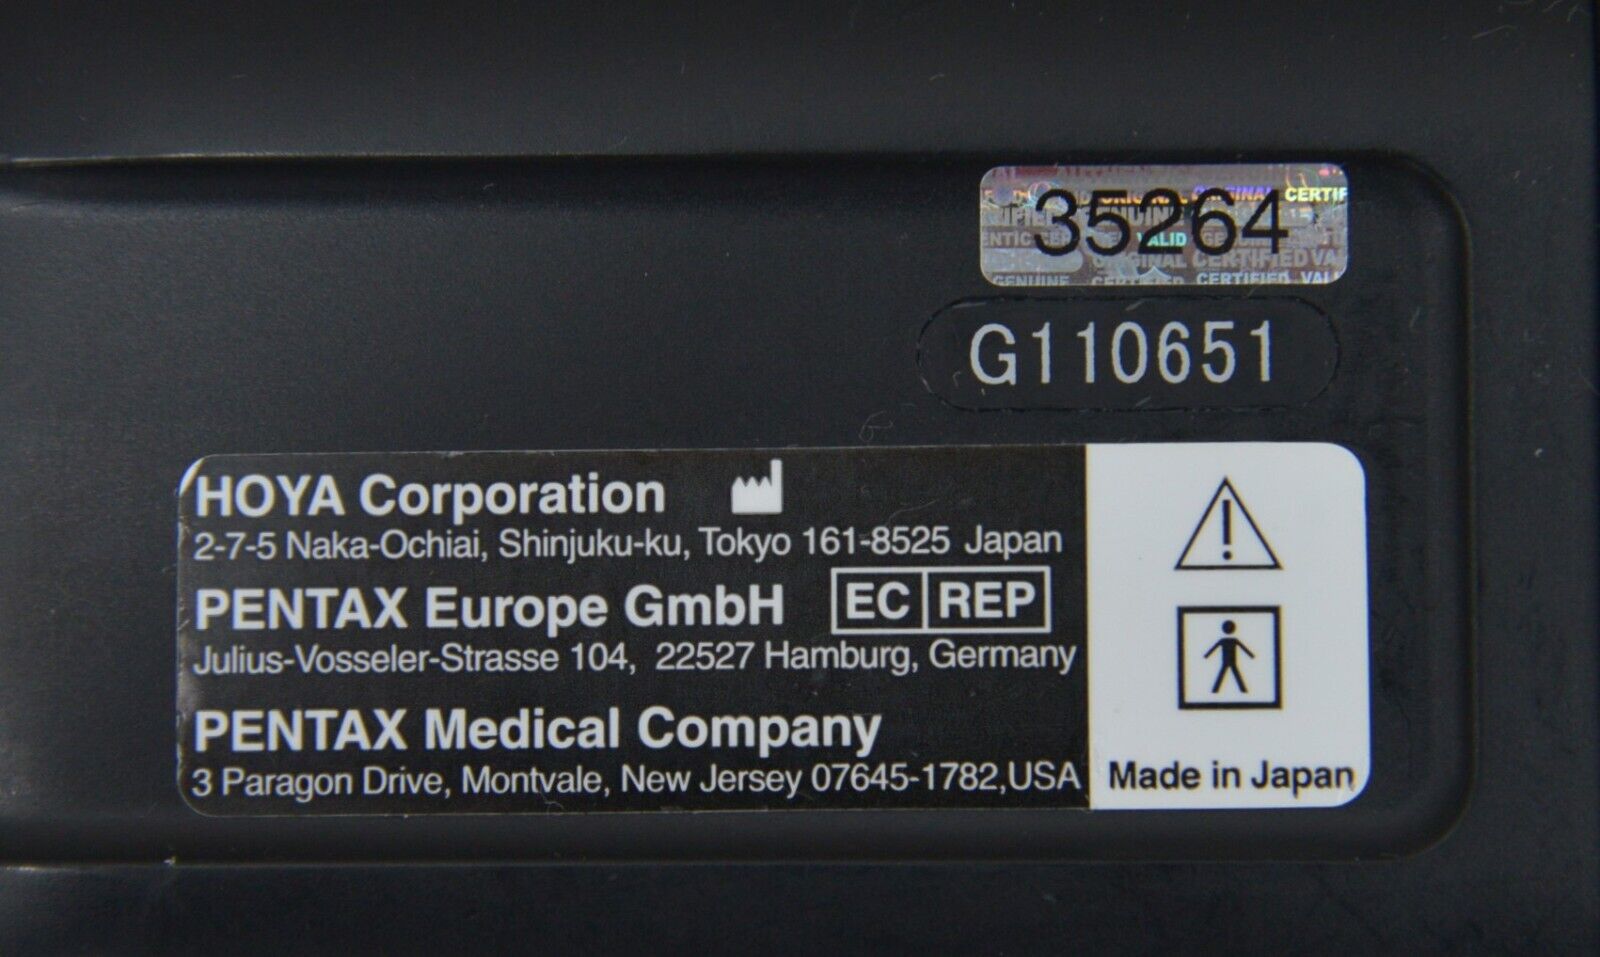 35264
G110651
HOYA Corporation
2-7-5 Naka-Ochiai, Shinjuku-ku, Tokyo 161-8525 Japan
PENTAX Europe GmbH EC REP
Julius-Vosseler-Strasse 104, 22527 Hamburg, Germany
PENTAX Medical Company
3 Paragon Drive, Montvale, New Jersey 07645-1782,USA
Made in Japan